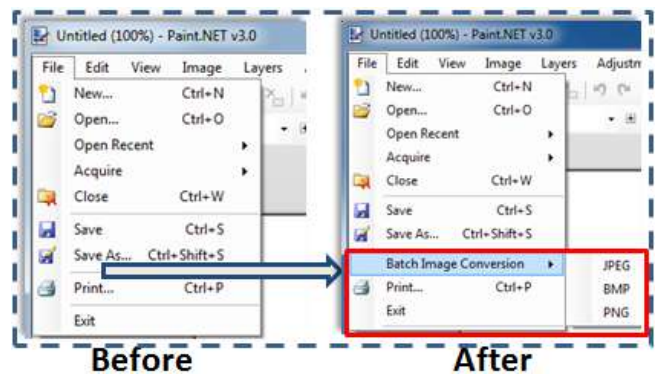 Untitled (100%) - Paint.NET v3.0
File Edit View Image Layers
New... Ctrl+N
Open... Ctrl+O
Open Recent
Acquire
Close Ctrl+W
Save Ctrl+S
Save As... Ctrl+Shift+S
Print... Ctrl+P
Exit
Before
Untitled (100%) - Paint.NET v3.0
File Edit View Image Layers Adjustm
New... Ctrl+N
Open... Ctrl+O
Open Recent
Acquire
Close Ctrl+W
Save Ctrl+S
Save As... Ctrl+Shift+S
Batch Image Conversion JPEG
Print... Ctrl+P BMP
Exit PNG
After